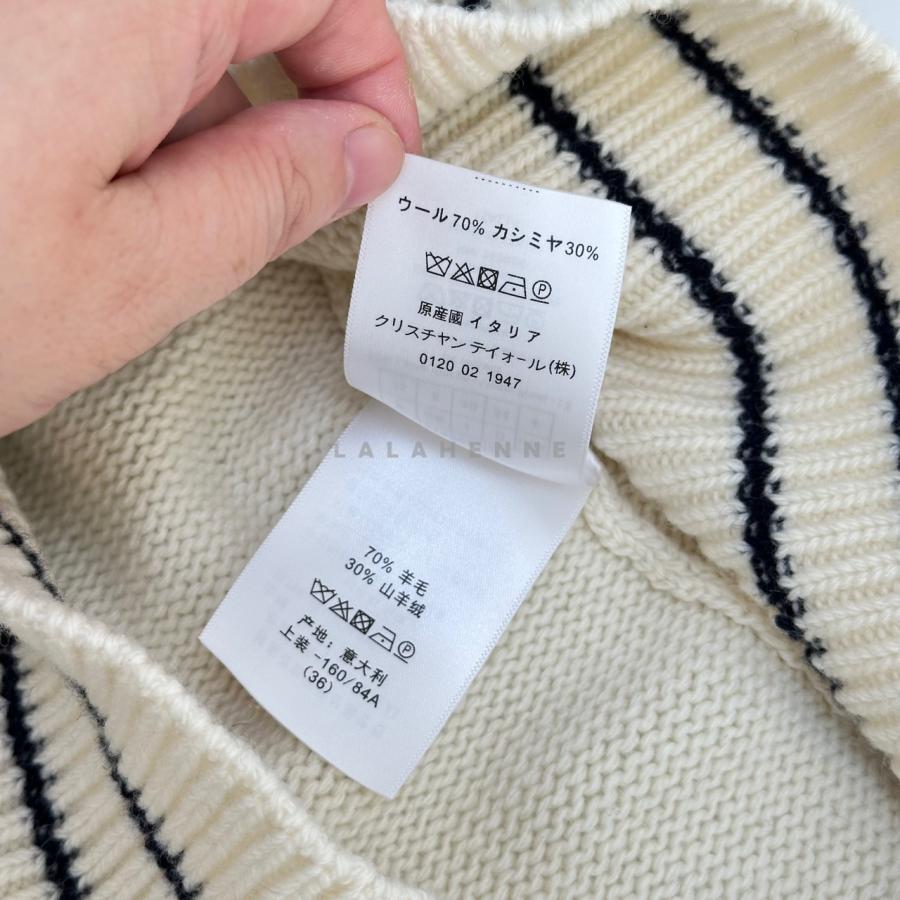 ウール70% カシミヤ30%
原産國 イタリア
クリスチャン ディオール(株)
0120 02 1947
LALAHENNE
70% 羊毛
30% 山羊绒
产地: 意大利
上装 -160/84A
(36)